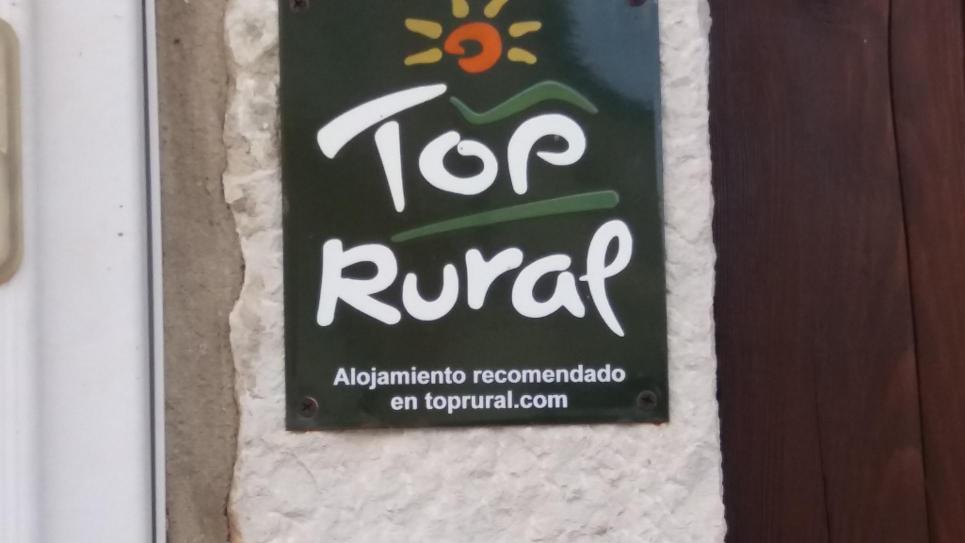 Top
Rural
Alojamiento recomendado
en toprural.com